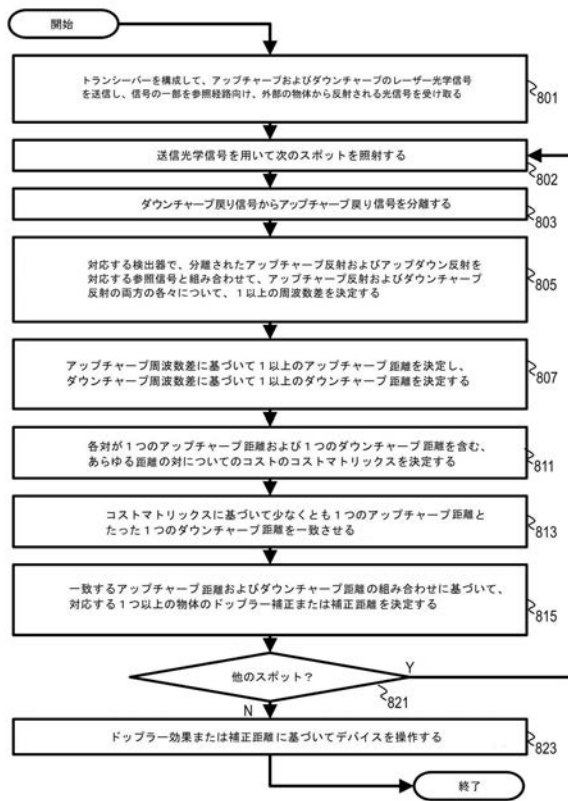 開始
トランシーバーを構成して、アップチャープおよびダウンチャープのレーザー光学信号
を送信し、信号の一部を参照経路向け、外部の物体から反射される光信号を受け取る
801
送信光学信号を用いて次のスポットを照射する
802
ダウンチャープ戻り信号からアップチャープ戻り信号を分離する
803
対応する検出器で、分離されたアップチャープ反射およびアップダウン反射を
対応する参照信号と組み合わせて、アップチャープ反射およびダウンチャープ
反射の両方の各々について、1以上の周波数差を決定する
805
アップチャープ周波数差に基づいて1以上のアップチャープ距離を決定し、
ダウンチャープ周波数差に基いて1以上のダウンチャープ距離を決定する
807
各対が1つのアップチャープ距離および1つのダウンチャープ距離を含む、
あらゆる距離の対についてのコストのコストマトリックスを決定する
811
コストマトリックスに基づいて少なくとも1つのアップチャープ距離と
たった1つのダウンチャープ距離を一致させる
813
一致するアップチャープ距離およびダウンチャープ距離の組み合わせに基づいて、
対応する1つ以上の物体のドップラー補正または補正距離を決定する
815
他のスポット？
Y
821
N
ドップラー効果または補正距離に基づいてデバイスを操作する
823
終了